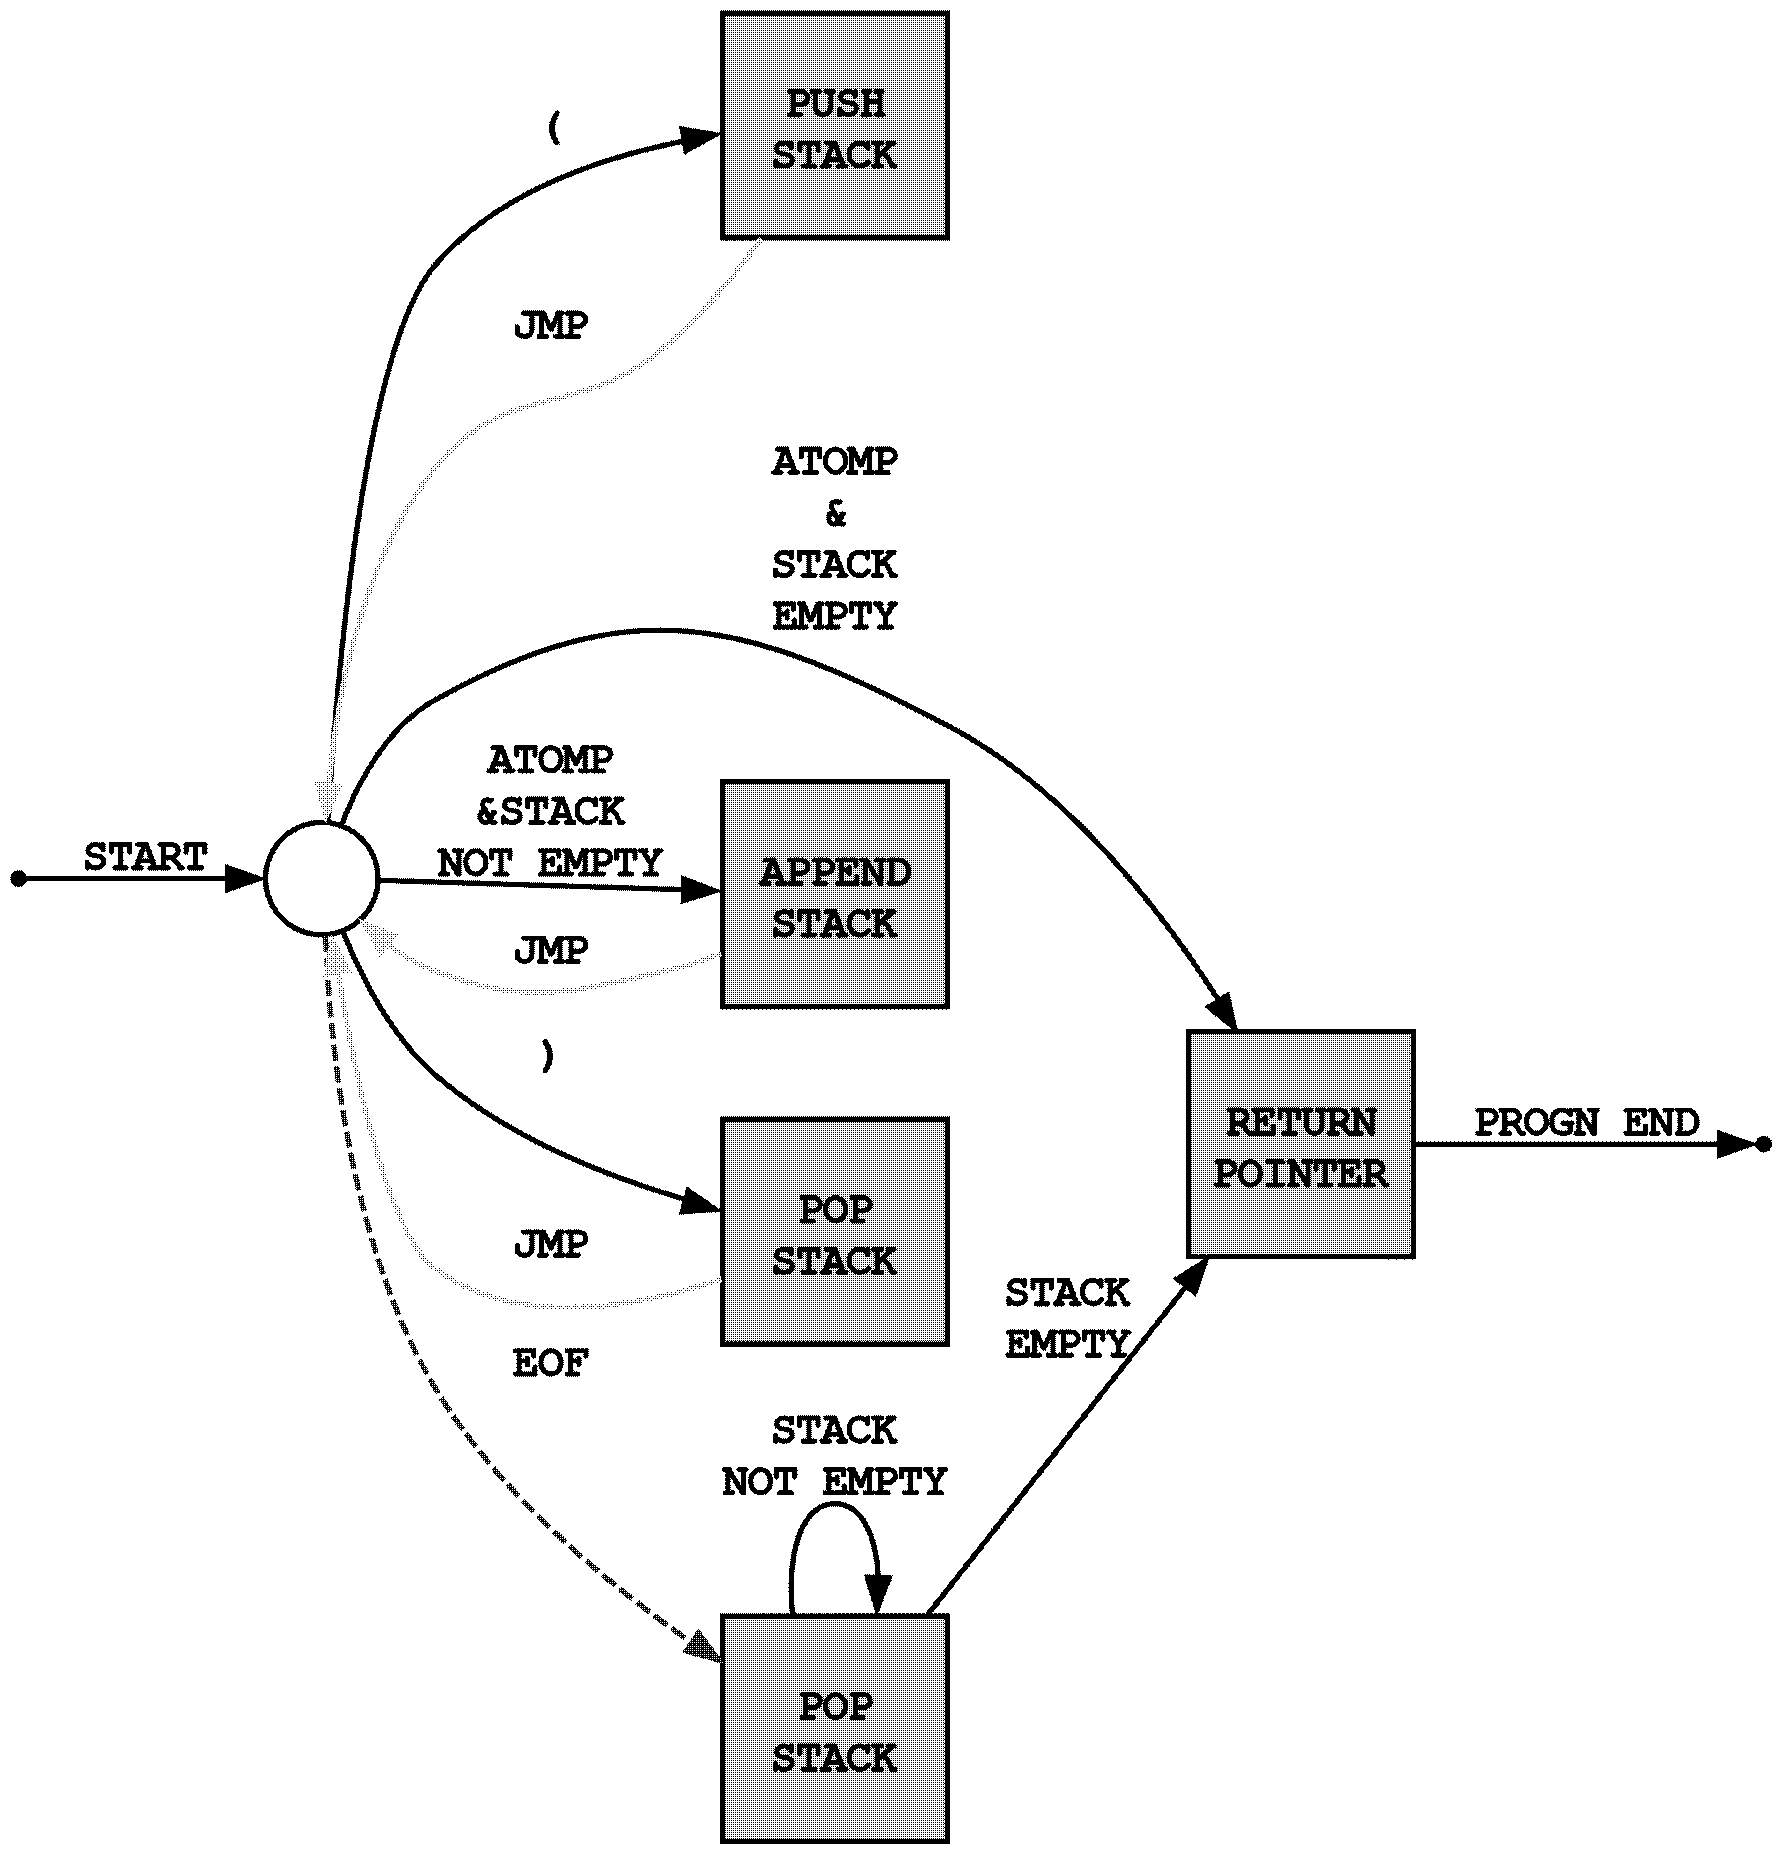 PUSH
STACK
(
JMP
ATOMP
&
STACK
EMPTY
ATOMP
&STACK
NOT EMPTY
START
APPEND
STACK
JMP
)
RETURN
POINTER
PROGN END
POP
STACK
JMP
STACK
EMPTY
EOF
STACK
NOT EMPTY
POP
STACK